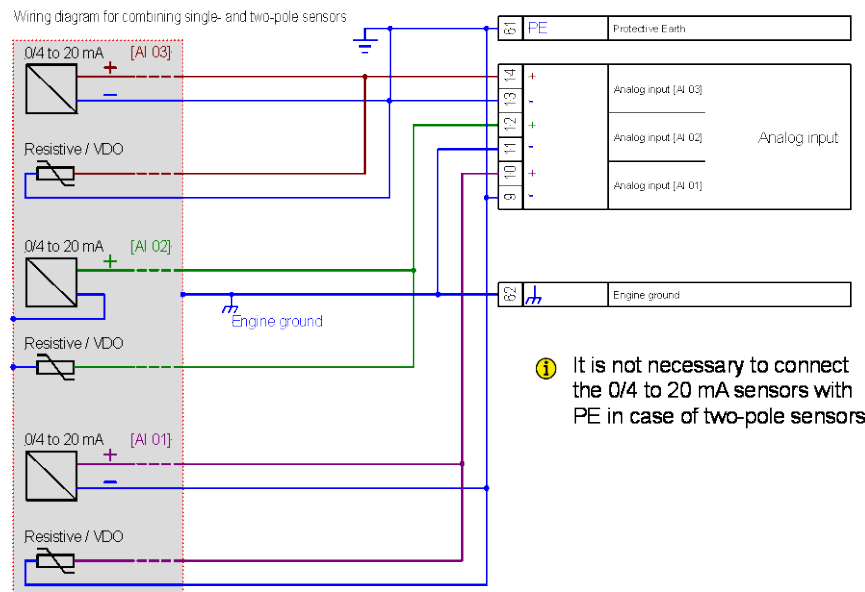 Wiring diagram for combining single- and two-pole sensors
61 PE Protective Earth
0/4 to 20 mA [AI 03]
+
-
Resistive / VDO
14 +
13 -
Analog input [AI 03]
12 +
11 -
Analog input [AI 02]
Analog input
10 +
9 -
Analog input [AI 01]
0/4 to 20 mA [AI 02]
+
Engine ground
62 Engine ground
Resistive / VDO
It is not necessary to connect
the 0/4 to 20 mA sensors with
PE in case of two-pole sensors
0/4 to 20 mA [AI 01]
+
-
Resistive / VDO